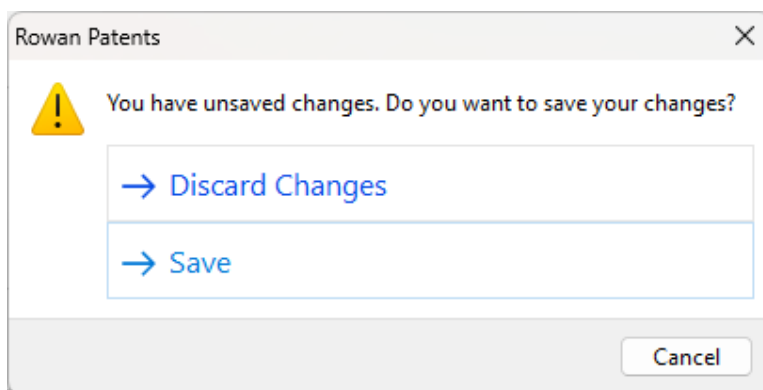 Rowan Patents
You have unsaved changes. Do you want to save your changes?
→ Discard Changes
→ Save
Cancel